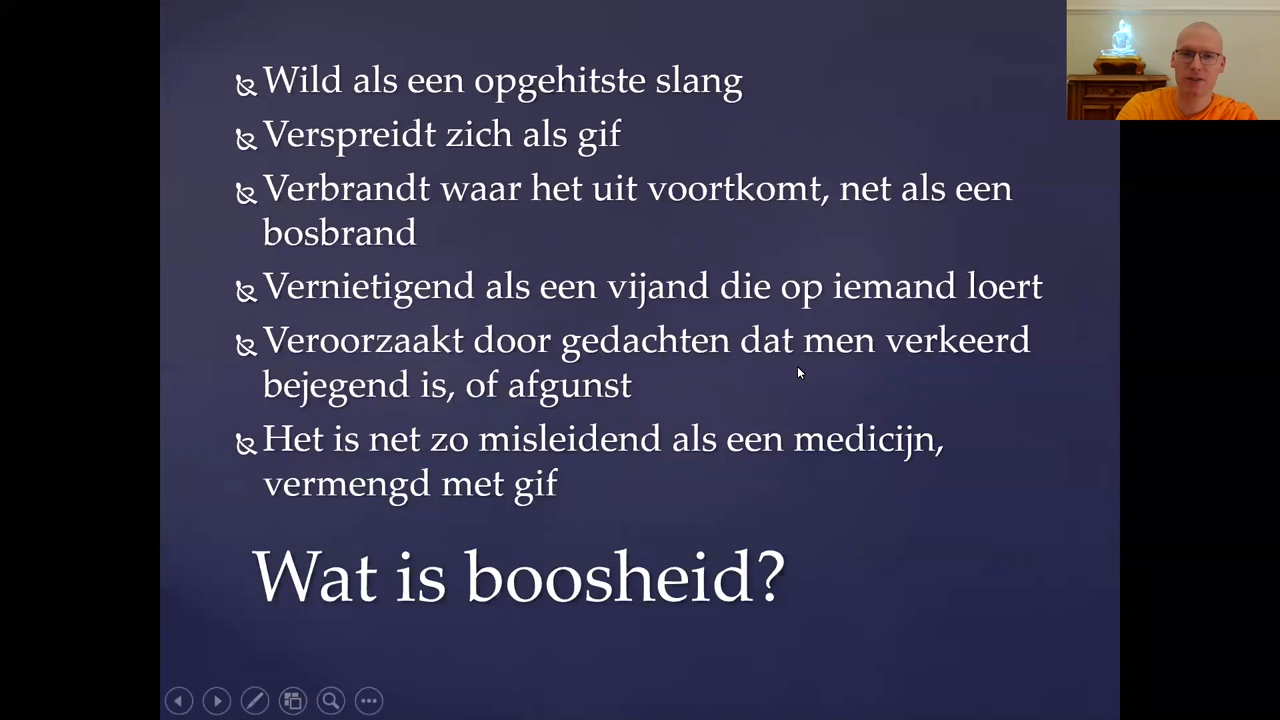 Wild als een opgehitste slang
Verspreidt zich als gif
Verbrandt waar het uit voortkomt, net als een
bosbrand
Vernietigend als een vijand die op iemand loert
Veroorzaakt door gedachten dat men verkeerd
bejegend is, of afgunst
Het is net zo misleidend als een medicijn,
vermengd met gif
Wat is boosheid?